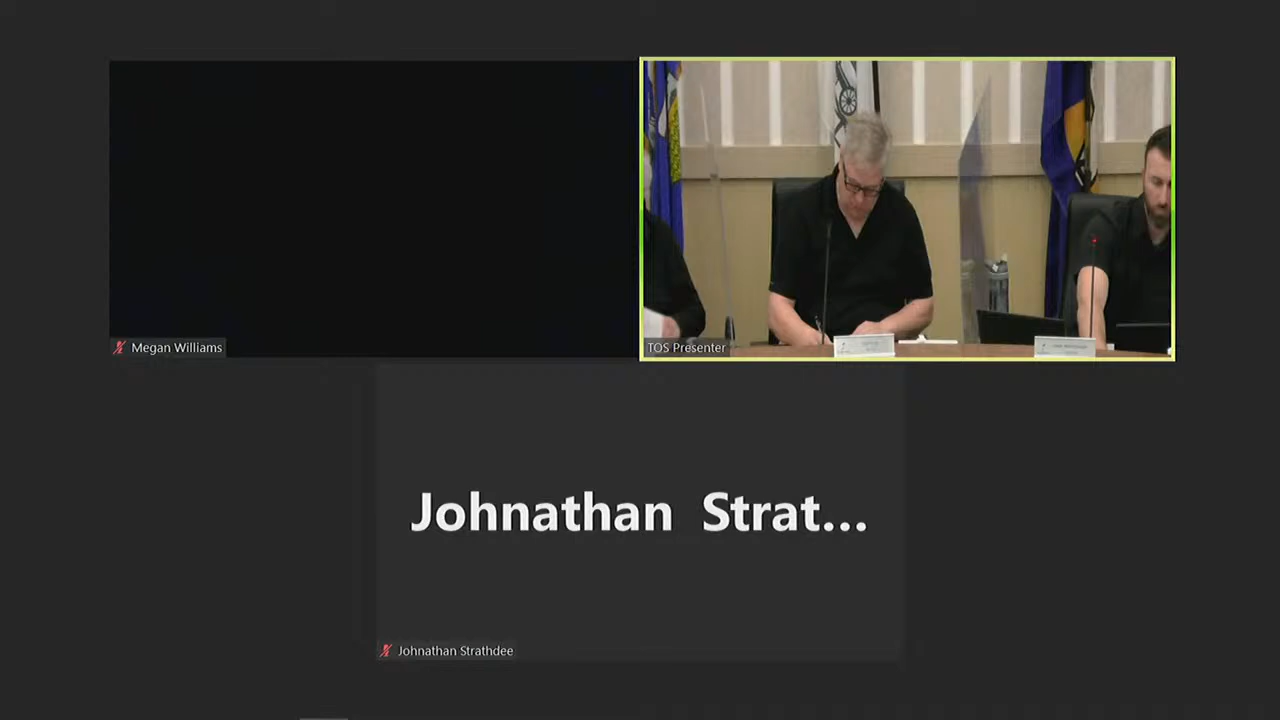 Megan Williams
TOS Presenter
Johnathan Strat...
Johnathan Strathdee